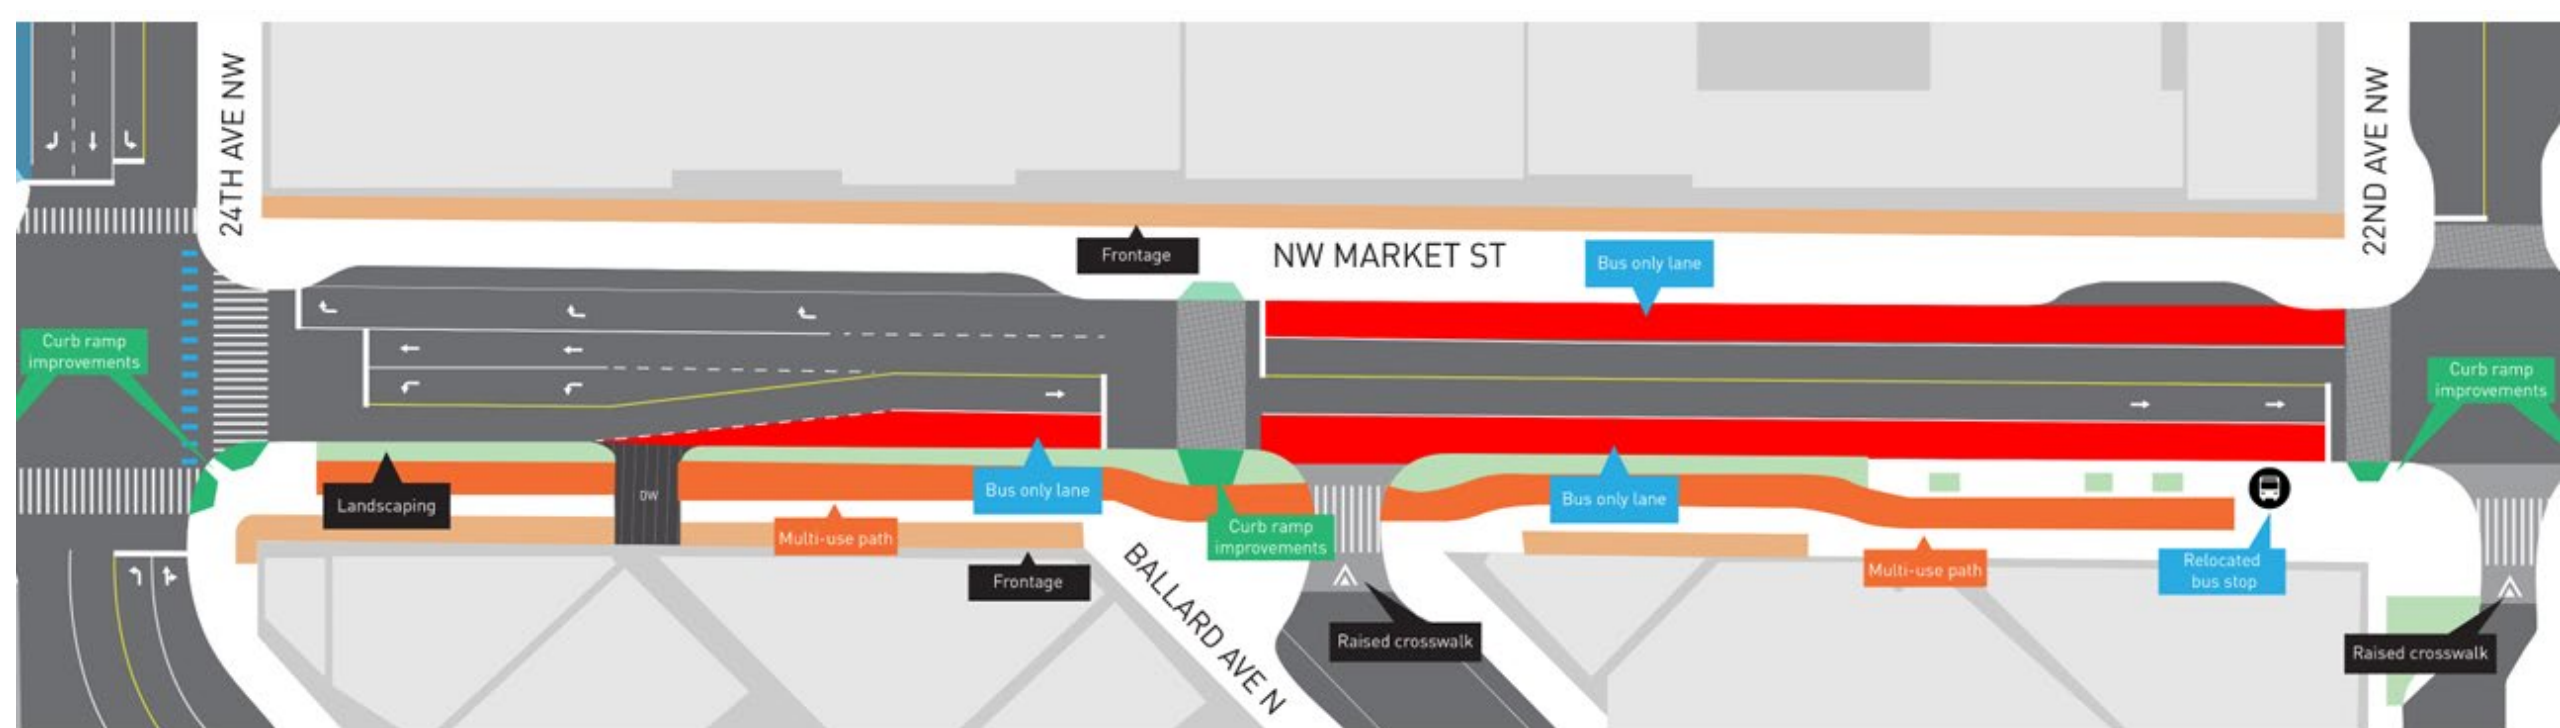 24TH AVE NW
22ND AVE NW
Frontage
NW MARKET ST
Bus only lane
Curb ramp
improvements
Curb ramp
improvements
Landscaping
DW
Multi-use path
Bus only lane
Curb ramp
improvements
Bus only lane
Frontage
BALLARD AVE N
Raised crosswalk
Multi-use path
Relocated
bus stop
Raised crosswalk